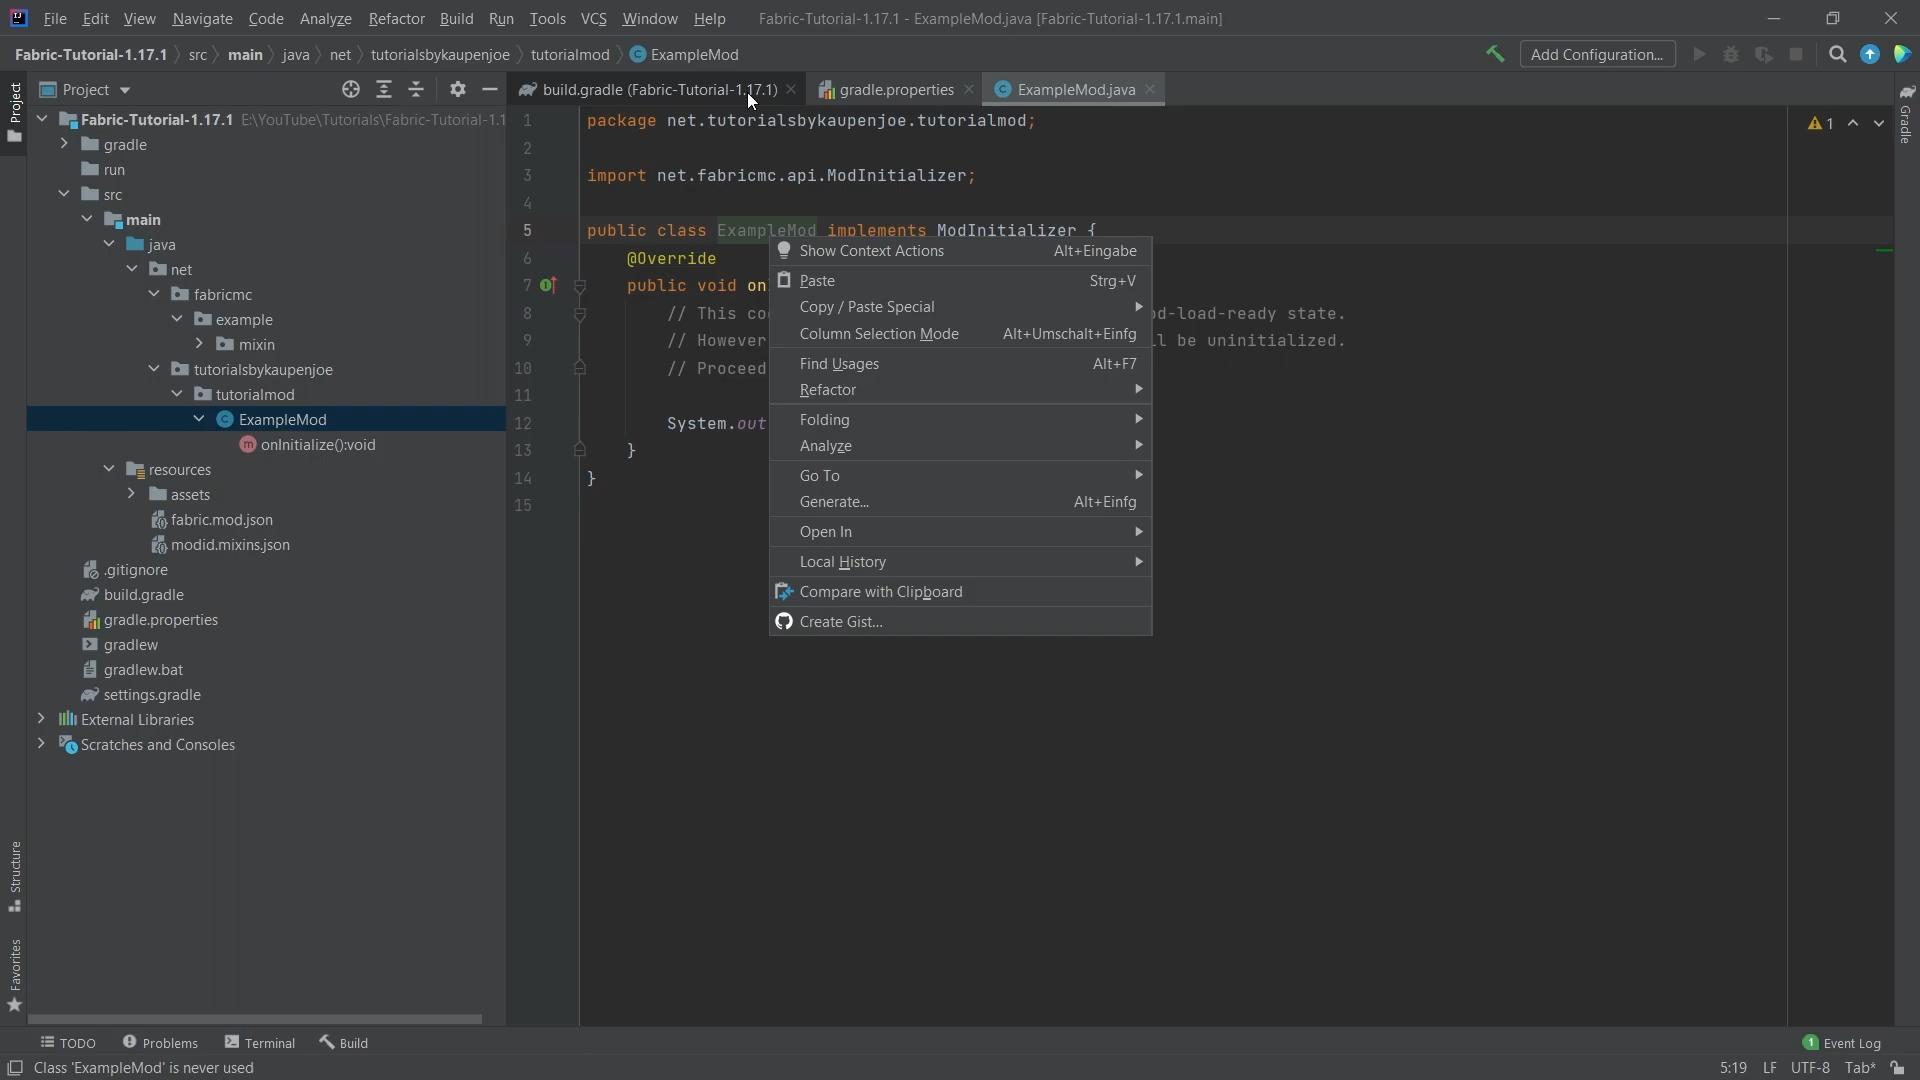 File Edit View Navigate Code Analyze Refactor Build Run Tools VCS Window Help Fabric-Tutorial-1.17.1 - ExampleMod.java [Fabric-Tutorial-1.17.1.main]
Fabric-Tutorial-1.17.1 src main java net tutorialsbykaupenjoe tutorialmod ExampleMod Add Configuration...
Project
build.gradle (Fabric-Tutorial-1.17.1) gradle.properties ExampleMod.java
Project
Fabric-Tutorial-1.17.1 E:\YouTube\Tutorials\Fabric-Tutorial-1.1
gradle
run
src
main
java
net
fabricmc
example
mixin
tutorialsbykaupenjoe
tutorialmod
ExampleMod
onInitialize():void
resources
assets
fabric.mod.json
modid.mixins.json
.gitignore
build.gradle
gradle.properties
gradlew
gradlew.bat
settings.gradle
External Libraries
Scratches and Consoles
Structure
Favorites
1 package net.tutorialsbykaupenjoe.tutorialmod;
2
3 import net.fabricmc.api.ModInitializer;
4
5 public class ExampleMod implements ModInitializer {
6 @Override
7 public void on
8 // This co d-load-ready state.
9 // However l be uninitialized.
10 // Proceed
11
12 System.out
13 }
14 }
15
1
Gradle
Show Context Actions Alt+Eingabe
Paste Strg+V
Copy / Paste Special
Column Selection Mode Alt+Umschalt+Einfg
Find Usages Alt+F7
Refactor
Folding
Analyze
Go To
Generate... Alt+Einfg
Open In
Local History
Compare with Clipboard
Create Gist...
TODO Problems Terminal Build 1 Event Log
Class 'ExampleMod' is never used 5:19 LF UTF-8 Tab*